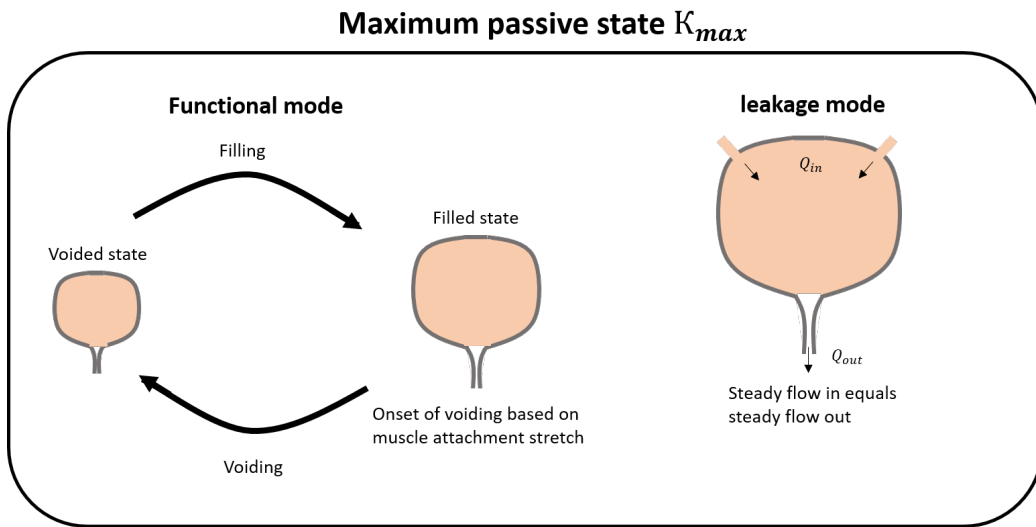 Maximum passive state К_max
Functional mode
Filling
Voided state
Filled state
Onset of voiding based on
muscle attachment stretch
Voiding
leakage mode
Q_in
Q_out
Steady flow in equals
steady flow out